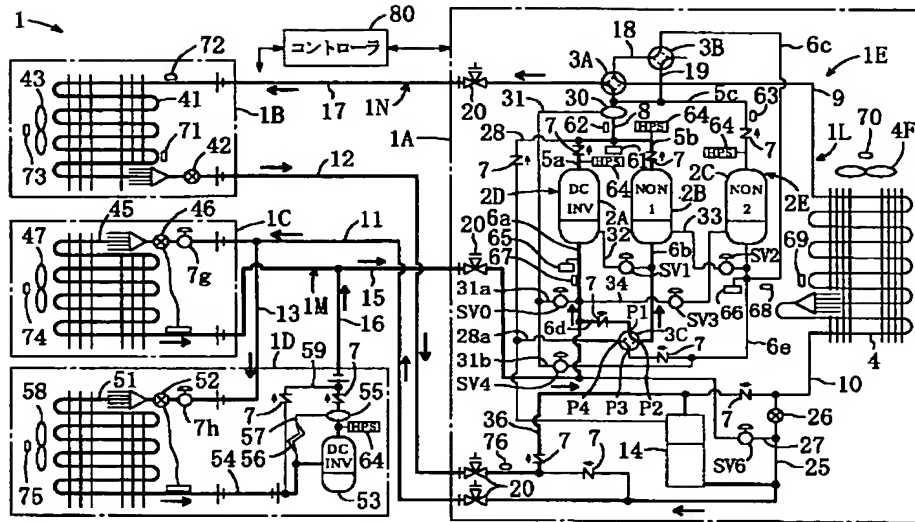 1
80
コントローラ
72
43
41
1B
71
42
73
17
1N
12
20
1A
18
3A
3B
19
6c
1E
5c
9
31
30
8
64
HPS
63
62
28
7
5b
5a
61
64
HPS
64
HPS
7
7
7
70
4F
1L
2D
DC
INV
2A
NON
1
2B
2C
NON
2
2E
6a
65
67
32
6b
33
SV1
SV2
69
45
46
47
7g
1C
11
20
1M
15
74
13
16
31a
SV0
34
7
SV3
66
68
6d
P1
3C
28a
31b
SV4
P4
P3
P2
7
6e
4
10
1D
59
58
51
52
7
7
55
57
56
HPS
64
7h
DC
INV
53
54
75
36
76
7
7
20
14
7
26
27
SV6
25